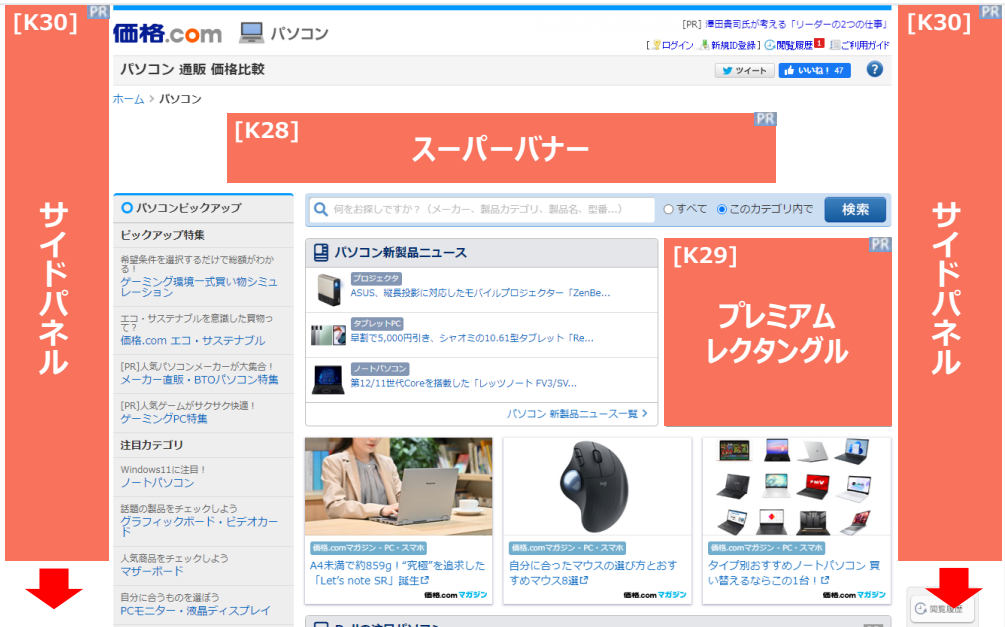 [K30]
PR
サイドパネル
価格.com パソコン
[PR] 澤田貴司氏が考える「リーダーの2つの仕事」
[ログイン 新規ID登録] 閲覧履歴 1 ご利用ガイド
パソコン 通販 価格比較
ツイート
いいね! 47
?
ホーム > パソコン
[K28]
PR
スーパーバナー
パソコンピックアップ
ピックアップ特集
希望条件を選択するだけで総額がわか
る!
ゲーミング環境一式買い物シミュ
レーション
エコ・サステナブルを意識した買物っ
て?
価格.com エコ・サステナブル
[PR]人気パソコンメーカーが大集合!
メーカー直販・BTOパソコン特集
[PR]人気ゲームがサクサク快適!
ゲーミングPC特集
注目カテゴリ
Windows11に注目!
ノートパソコン
話題の製品をチェックしよう
グラフィックボード・ビデオカー
ド
人気商品をチェックしよう
マザーボード
自分に合うものを選ぼう
PCモニター・液晶ディスプレイ
何をお探しですか?(メーカー、製品カテゴリ、製品名、型番...)
すべて このカテゴリ内で
検索
パソコン新製品ニュース
プロジェクタ
ASUS、縦長投影に対応したモバイルプロジェクター「ZenBe...
タブレットPC
早割で5,000円引き、シャオミの10.61型タブレット「Re...
ノートパソコン
第12/11世代Coreを搭載した「レッツノート FV3/SV...
パソコン 新製品ニュース一覧 >
[K29]
PR
プレミアム
レクタングル
価格.comマガジン - PC・スマホ
A4未満で約859g!“究極”を追求した
「Let's note SR」誕生
価格.comマガジン
価格.comマガジン - PC・スマホ
自分に合ったマウスの選び方とおす
すめマウス8選
価格.comマガジン
価格.comマガジン - PC・スマホ
タイプ別おすすめノートパソコン 買
い替えるならこの1台!
価格.comマガジン
Dellの注目パソコン
[K30]
PR
サイドパネル
閲覧履歴